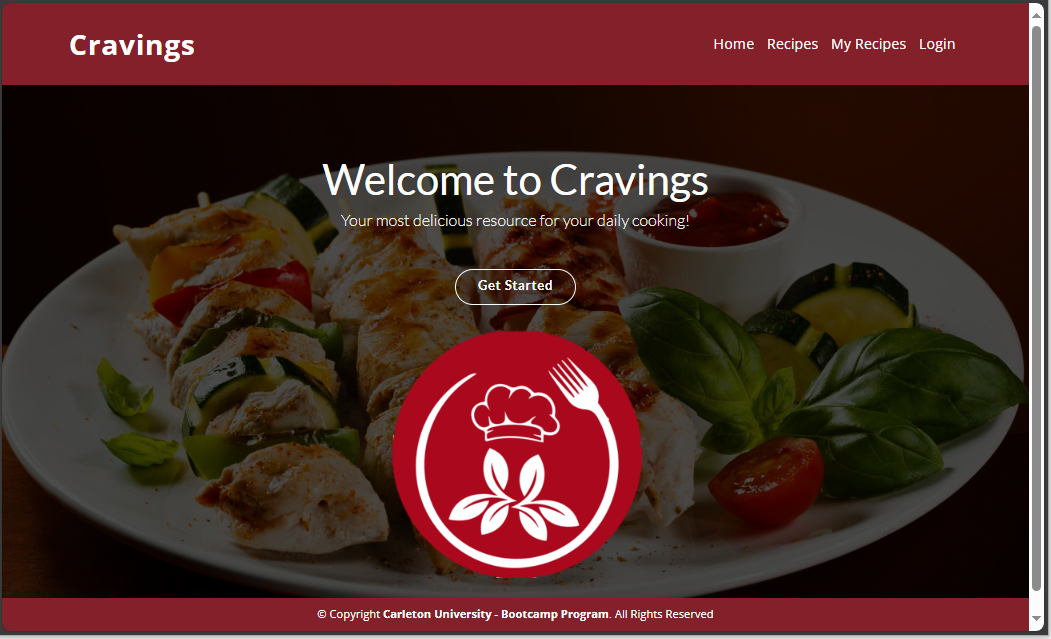 Cravings
Home Recipes My Recipes Login
Welcome to Cravings
Your most delicious resource for your daily cooking!
Get Started
© Copyright Carleton University - Bootcamp Program. All Rights Reserved